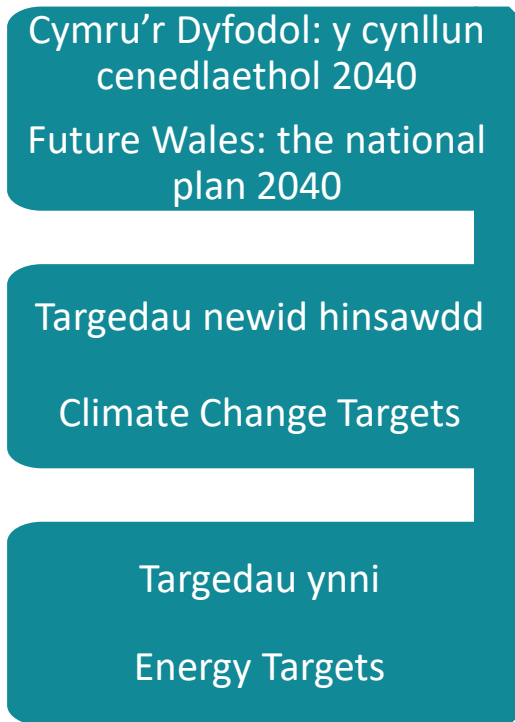 Cymru’r Dyfodol: y cynllun
cenedlaethol 2040
Future Wales: the national
plan 2040
Targedau newid hinsawdd
Climate Change Targets
Targedau ynni
Energy Targets